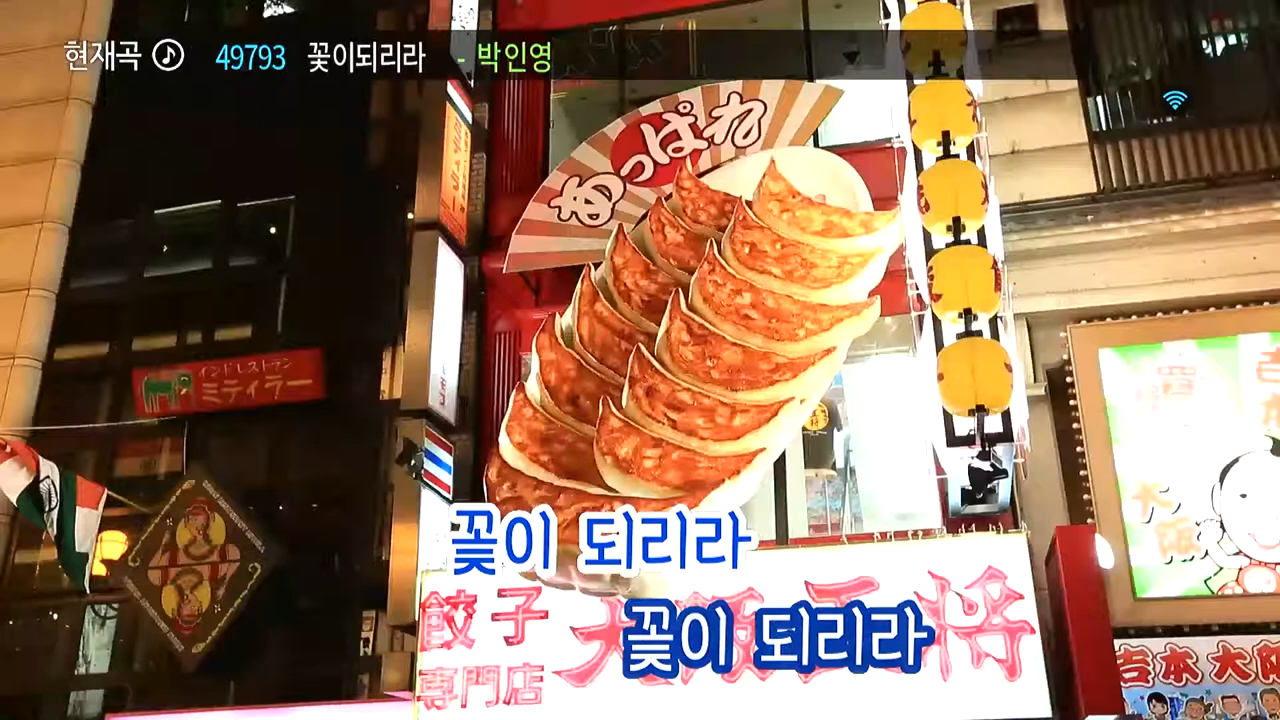 현재곡 49793 꽃이되리라 - 박인영
あっぱれ
インドレストラン
ミティラー
꽃이 되리라
꽃이 되리라
餃子
専門店
大阪王将
大阪
吉本大阪